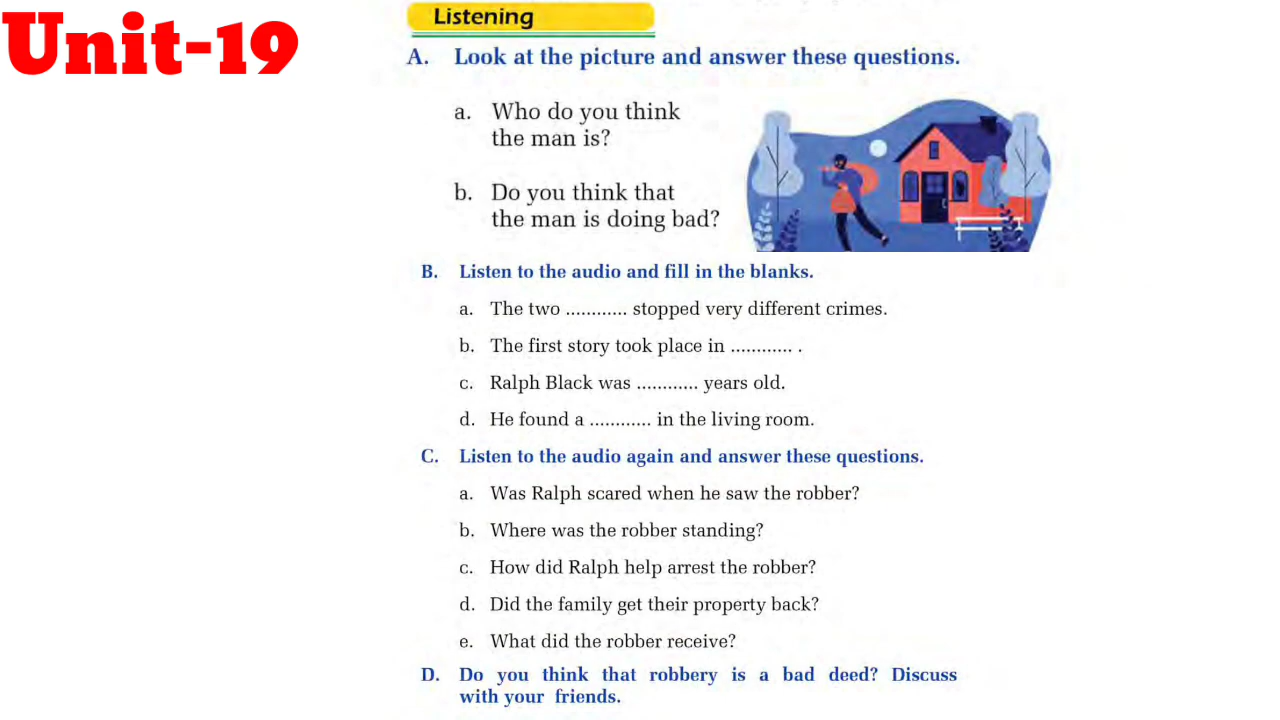 Unit-19
Listening
A. Look at the picture and answer these questions.
a. Who do you think
the man is?
b. Do you think that
the man is doing bad?
B. Listen to the audio and fill in the blanks.
a. The two ............ stopped very different crimes.
b. The first story took place in ............ .
c. Ralph Black was ............ years old.
d. He found a ............ in the living room.
C. Listen to the audio again and answer these questions.
a. Was Ralph scared when he saw the robber?
b. Where was the robber standing?
c. How did Ralph help arrest the robber?
d. Did the family get their property back?
e. What did the robber receive?
D. Do you think that robbery is a bad deed? Discuss
with your friends.